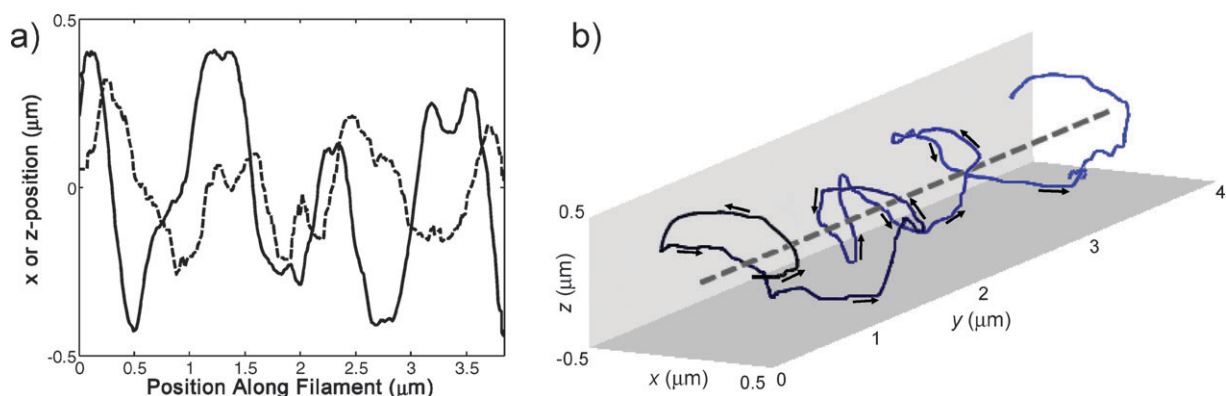 a)
0.5
0
-0.5
x or z-position (μm)
0 0.5 1 1.5 2 2.5 3 3.5
Position Along Filament (μm)
b)
0.5
-0.5
z (μm)
x (μm)
0.5
0
1
2
3
4
y (μm)